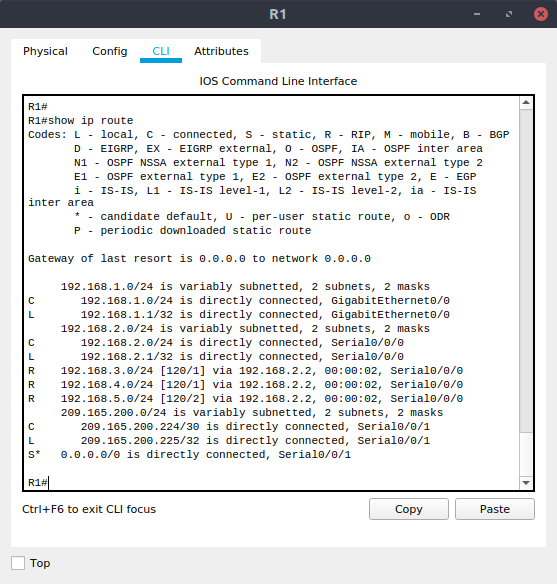 R1
Physical Config CLI Attributes
IOS Command Line Interface
R1#
R1#show ip route
Codes: L - local, C - connected, S - static, R - RIP, M - mobile, B - BGP
D - EIGRP, EX - EIGRP external, O - OSPF, IA - OSPF inter area
N1 - OSPF NSSA external type 1, N2 - OSPF NSSA external type 2
E1 - OSPF external type 1, E2 - OSPF external type 2, E - EGP
i - IS-IS, L1 - IS-IS level-1, L2 - IS-IS level-2, ia - IS-IS
inter area
* - candidate default, U - per-user static route, o - ODR
P - periodic downloaded static route
Gateway of last resort is 0.0.0.0 to network 0.0.0.0
192.168.1.0/24 is variably subnetted, 2 subnets, 2 masks
C 192.168.1.0/24 is directly connected, GigabitEthernet0/0
L 192.168.1.1/32 is directly connected, GigabitEthernet0/0
192.168.2.0/24 is variably subnetted, 2 subnets, 2 masks
C 192.168.2.0/24 is directly connected, Serial0/0/0
L 192.168.2.1/32 is directly connected, Serial0/0/0
R 192.168.3.0/24 [120/1] via 192.168.2.2, 00:00:02, Serial0/0/0
R 192.168.4.0/24 [120/1] via 192.168.2.2, 00:00:02, Serial0/0/0
R 192.168.5.0/24 [120/2] via 192.168.2.2, 00:00:02, Serial0/0/0
209.165.200.0/24 is variably subnetted, 2 subnets, 2 masks
C 209.165.200.224/30 is directly connected, Serial0/0/1
L 209.165.200.225/32 is directly connected, Serial0/0/1
S* 0.0.0.0/0 is directly connected, Serial0/0/1
R1#
Ctrl+F6 to exit CLI focus Copy Paste
Top